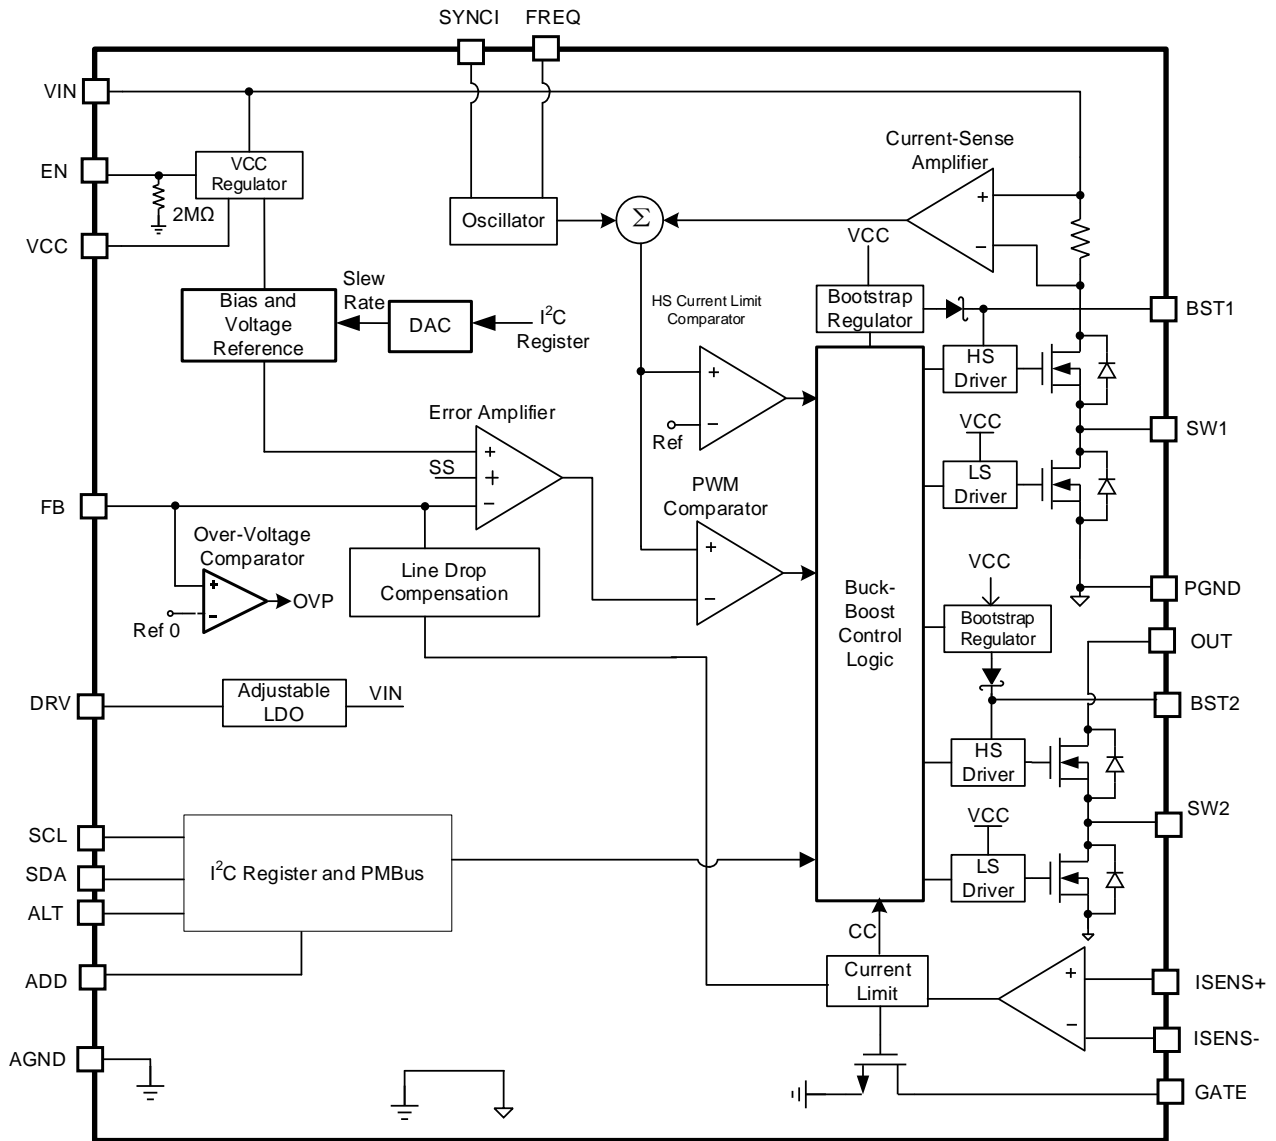 SYNCI
FREQ
VIN
EN
VCC
Regulator
2MΩ
VCC
Oscillator
Σ
Current-Sense
Amplifier
+
−
VCC
Bias and
Voltage
Reference
Slew
Rate
DAC
I²C
Register
HS Current Limit
Comparator
Bootstrap
Regulator
BST1
HS
Driver
+
−
Ref
Error Amplifier
SW1
VCC
LS
Driver
+
SS
+
−
FB
PWM
Comparator
+
−
Over-Voltage
Comparator
+
−
OVP
Ref 0
Line Drop
Compensation
Buck-
Boost
Control
Logic
VCC
Bootstrap
Regulator
PGND
OUT
DRV
Adjustable
LDO
VIN
BST2
HS
Driver
SW2
VCC
LS
Driver
SCL
SDA
ALT
ADD
I²C Register and PMBus
CC
Current
Limit
+
−
ISENS+
ISENS-
GATE
AGND